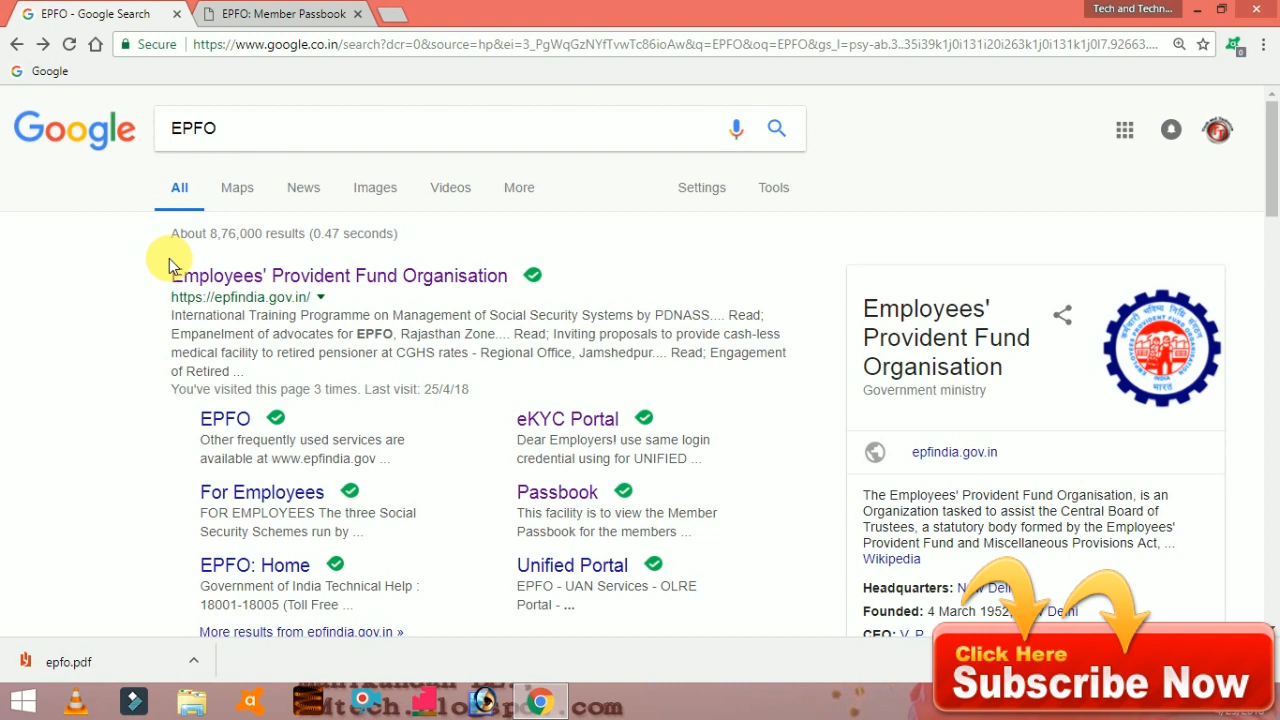 EPFO - Google Search
EPFO: Member Passbook
Tech and Techn...
Secure
https://www.google.co.in/search?dcr=0&source=hp&ei=3_PgWqGzNYfTvwTc86ioAw&q=EPFO&oq=EPFO&gs_l=psy-ab.3..35i39k1j0i131i20i263k1j0i131k1j0l7.92663....
0
Google
Google
EPFO
All Maps News Images Videos More Settings Tools
About 8,76,000 results (0.47 seconds)
Employees' Provident Fund Organisation
https://epfindia.gov.in/
International Training Programme on Management of Social Security Systems by PDNASS.... Read;
Empanelment of advocates for EPFO, Rajasthanzone.... Read; Inviting proposals to provide cash-less
medical facility to retired pensioner at CGHS rates - Regional Office, Jamshedpur.... Read; Engagement
of Retired ...
You've visited this page 3 times. Last visit: 25/4/18
EPFO
Other frequently used services are
available at www.epfindia.gov ...
eKYC Portal
Dear Employers! use same login
credential using for UNIFIED ...
For Employees
FOR EMPLOYEES The three Social
Security Schemes run by ...
Passbook
This facility is to view the Member
Passbook for the members ...
EPFO: Home
Government of India Technical Help :
18001-18005 (Toll Free ...
Unified Portal
EPFO - UAN Services - OLRE
Portal - ...
More results from epfindia.gov.in »
Employees'
Provident Fund
Organisation
Government ministry
epfindia.gov.in
The Employees' Provident Fund Organisation, is an
Organization tasked to assist the Central Board of
Trustees, a statutory body formed by the Employees'
Provident Fund and Miscellaneous Provisions Act, ...
Wikipedia
Headquarters:
Founded: 4 March 1952, New Delhi
CEO: V. P.
epfo.pdf
Click Here
Subscribe Now